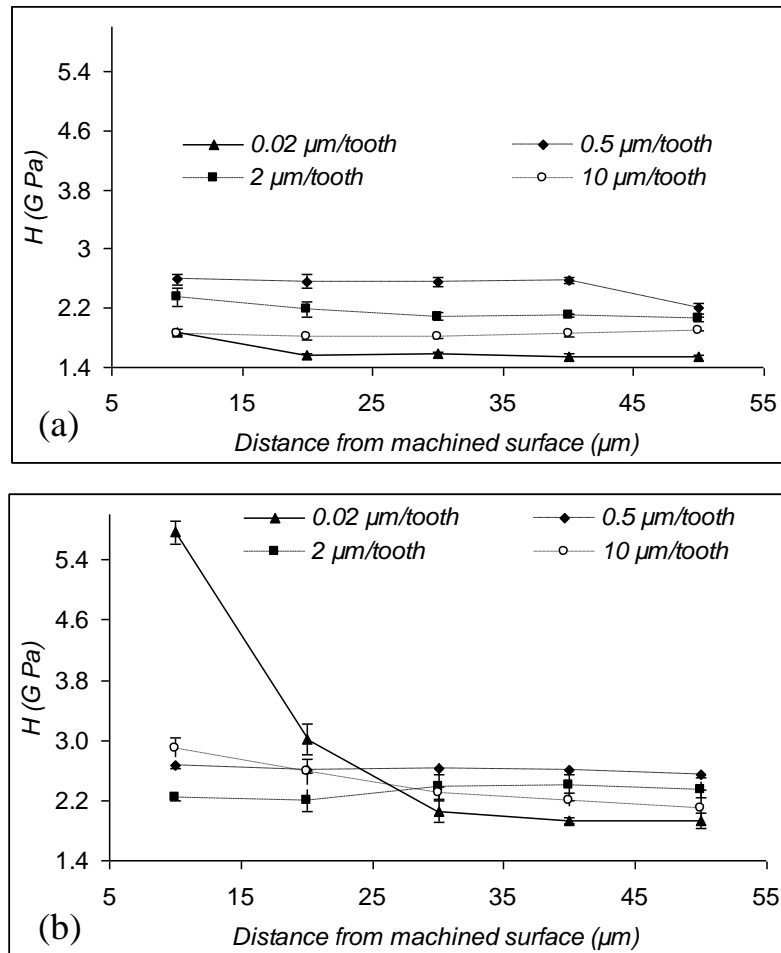 5.4
4.6
3.8
3
2.2
1.4
H (G Pa)
0.02 µm/tooth
0.5 µm/tooth
2 µm/tooth
10 µm/tooth
5 15 25 35 45 55
(a)
Distance from machined surface (µm)
5.4
4.6
3.8
3.0
2.2
1.4
H (G Pa)
0.02 µm/tooth
0.5 µm/tooth
2 µm/tooth
10 µm/tooth
5 15 25 35 45 55
(b)
Distance from machined surface (µm)